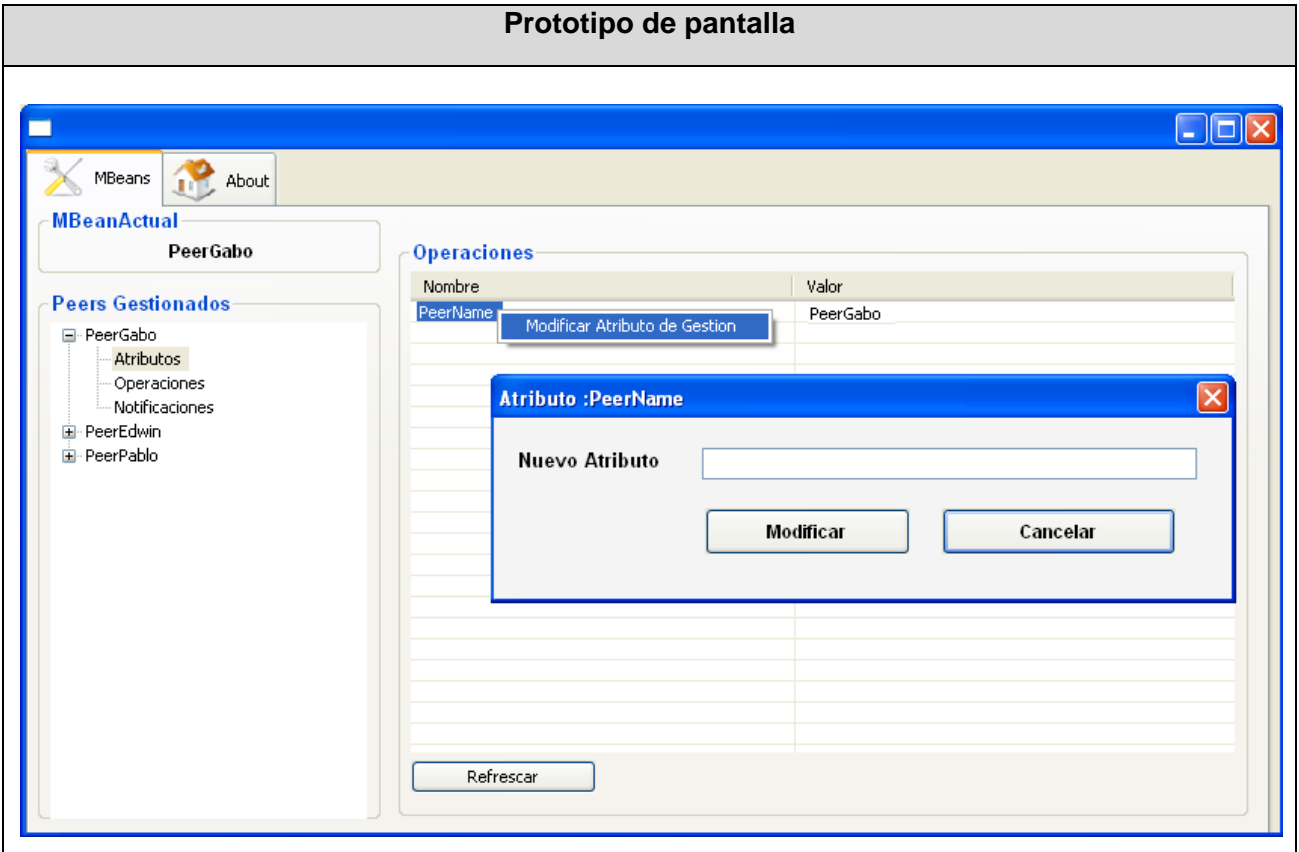 Prototipo de pantalla
MBeans
About
MBeanActual
PeerGabo
Peers Gestionados
PeerGabo
Atributos
Operaciones
Notificaciones
PeerEdwin
PeerPablo
Operaciones
Nombre Valor
PeerName PeerGabo
Modificar Atributo de Gestion
Atributo :PeerName
Nuevo Atributo
Modificar Cancelar
Refrescar